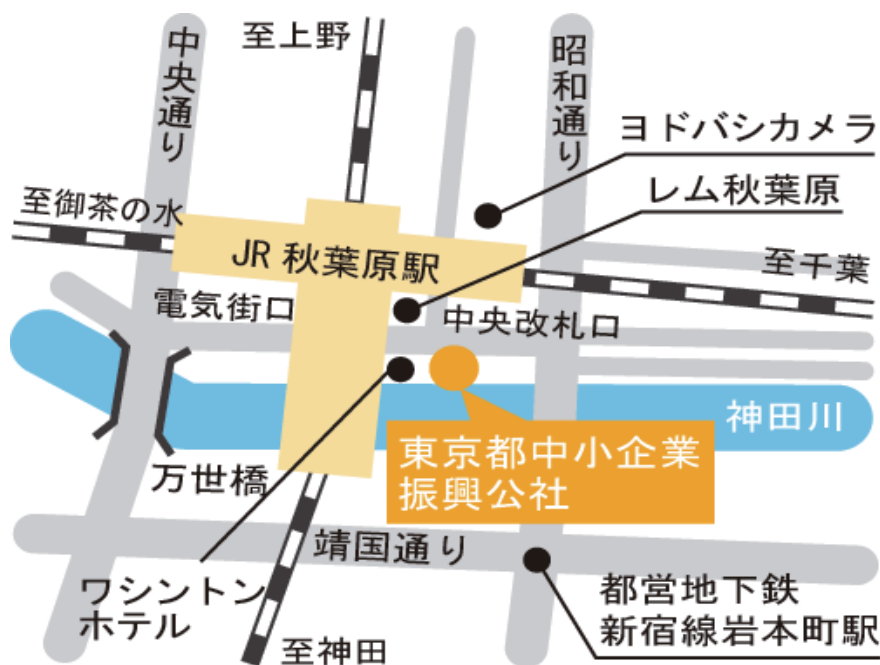 至上野
中央通り
昭和通り
ヨドバシカメラ
レム秋葉原
至御茶の水
JR 秋葉原駅
至千葉
電気街口
中央改札口
神田川
東京都中小企業
振興公社
万世橋
靖国通り
ワシントン
ホテル
都営地下鉄
新宿線岩本町駅
至神田